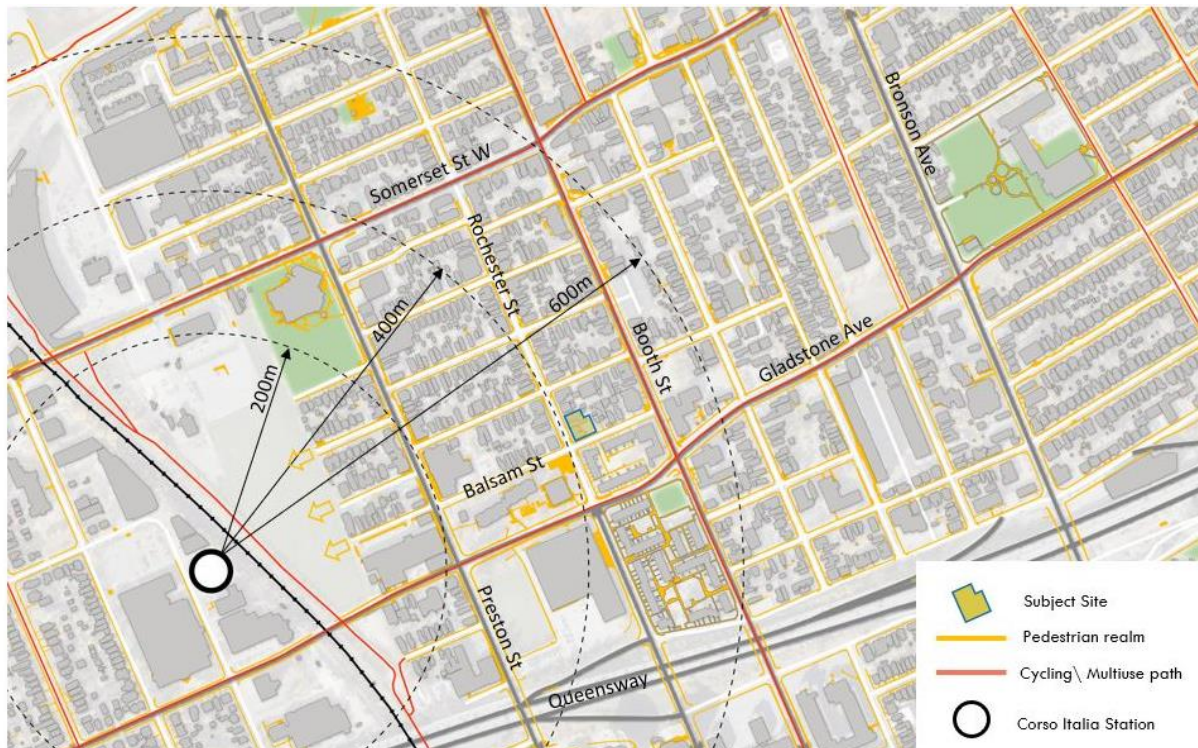 Bronson Ave
Somerset St W
Rochester St
600m
400m
200m
Booth St
Gladstone Ave
Balsam St
Preston St
Queensway
Subject Site
Pedestrian realm
Cycling\ Multiuse path
Corso Italia Station